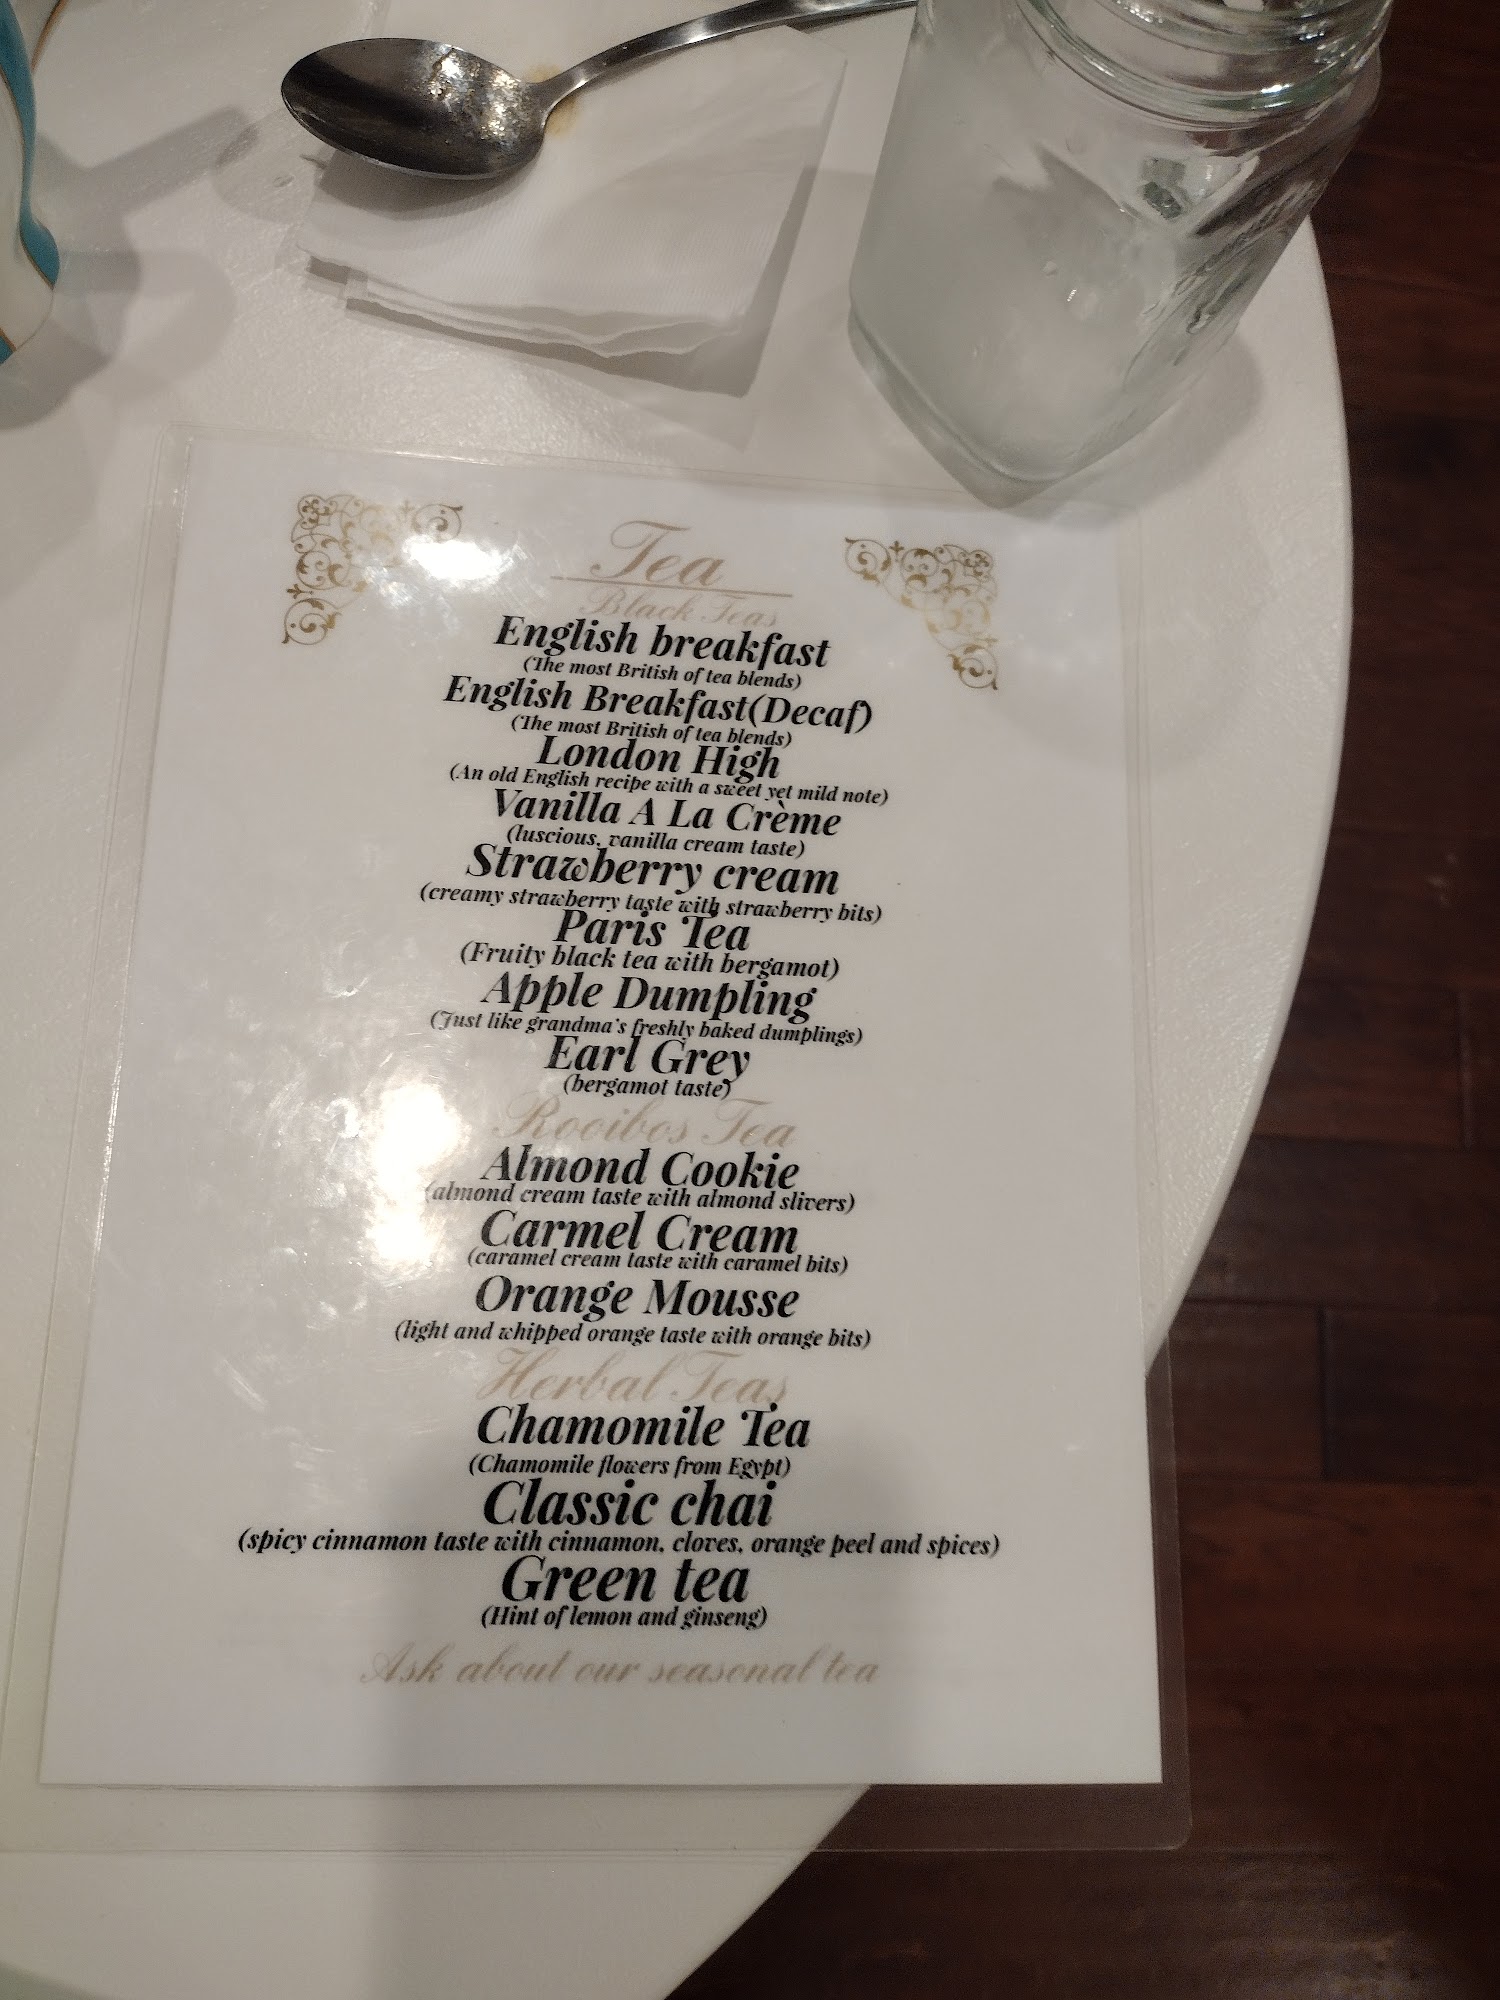 Tea
Black Teas
English breakfast
(The most British of tea blends)
English Breakfast(Decaf)
(The most British of tea blends)
London High
(An old English recipe with a sweet yet mild note)
Vanilla A La Crème
(luscious, vanilla cream taste)
Strawberry cream
(creamy strawberry taste with strawberry bits)
Paris Tea
(Fruity black tea with bergamot)
Apple Dumpling
(Just like grandma's freshly baked dumplings)
Earl Grey
(bergamot taste)
Rooibos Tea
Almond Cookie
(almond cream taste with almond slivers)
Carmel Cream
(caramel cream taste with caramel bits)
Orange Mousse
(light and whipped orange taste with orange bits)
Herbal Teas
Chamomile Tea
(Chamomile flowers from Egypt)
Classic chai
(spicy cinnamon taste with cinnamon, cloves, orange peel and spices)
Green tea
(Hint of lemon and ginseng)
Ask about our seasonal tea